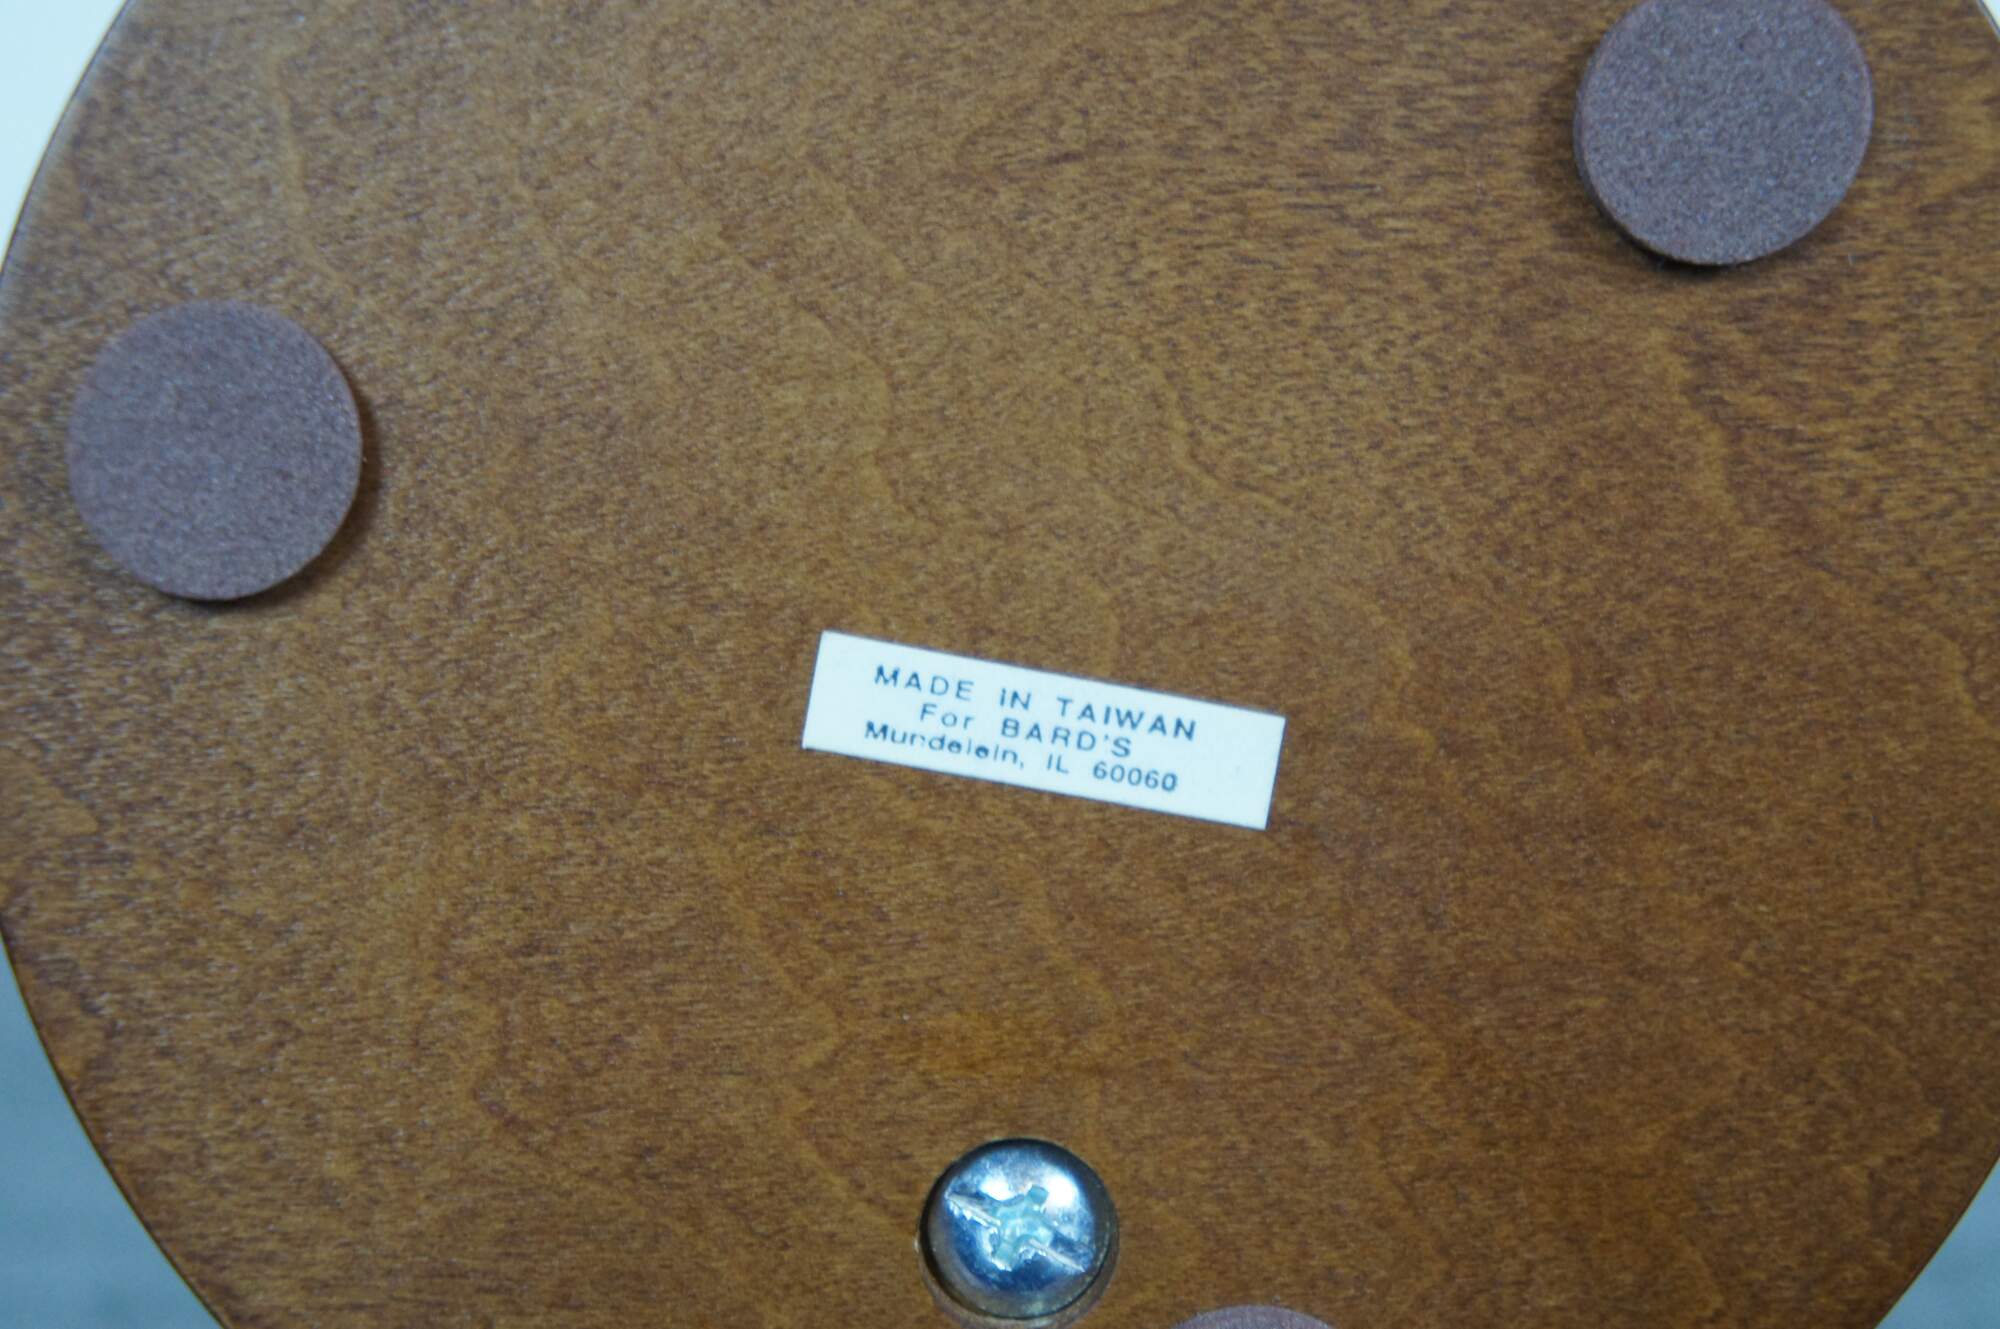 MADE IN TAIWAN
For BARD'S
Mundelein, IL 60060